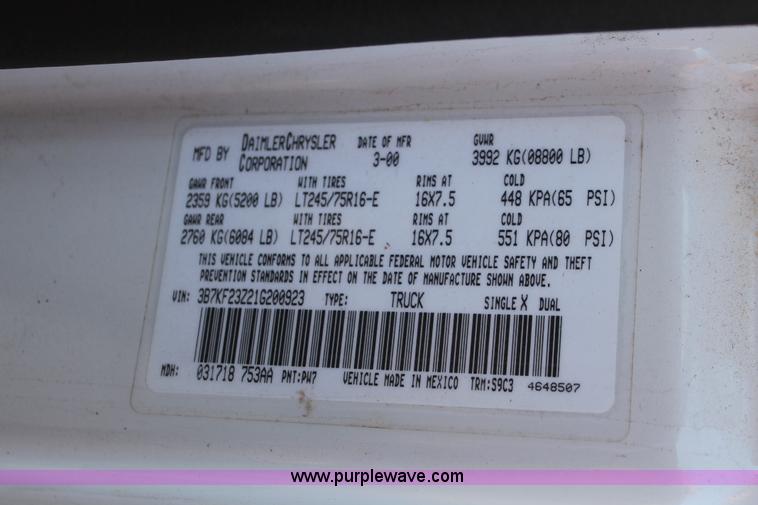 MFD BY DAIMLERCHRYSLER CORPORATION DATE OF MFR 3-00 GVWR 3992 KG(08800 LB)
GAWR FRONT WITH TIRES RIMS AT COLD
2359 KG(5200 LB) LT245/75R16-E 16X7.5 448 KPA(65 PSI)
GAWR REAR WITH TIRES RIMS AT COLD
2760 KG(6084 LB) LT245/75R16-E 16X7.5 551 KPA(80 PSI)
THIS VEHICLE CONFORMS TO ALL APPLICABLE FEDERAL MOTOR VEHICLE SAFETY AND THEFT
PREVENTION STANDARDS IN EFFECT ON THE DATE OF MANUFACTURE SHOWN ABOVE.
VIN: 3B7KF23Z21G200923 TYPE: TRUCK SINGLE X DUAL
MDH: 031718 753AA PNT:PW7 VEHICLE MADE IN MEXICO TRM:S9C3 4648507
www.purplewave.com